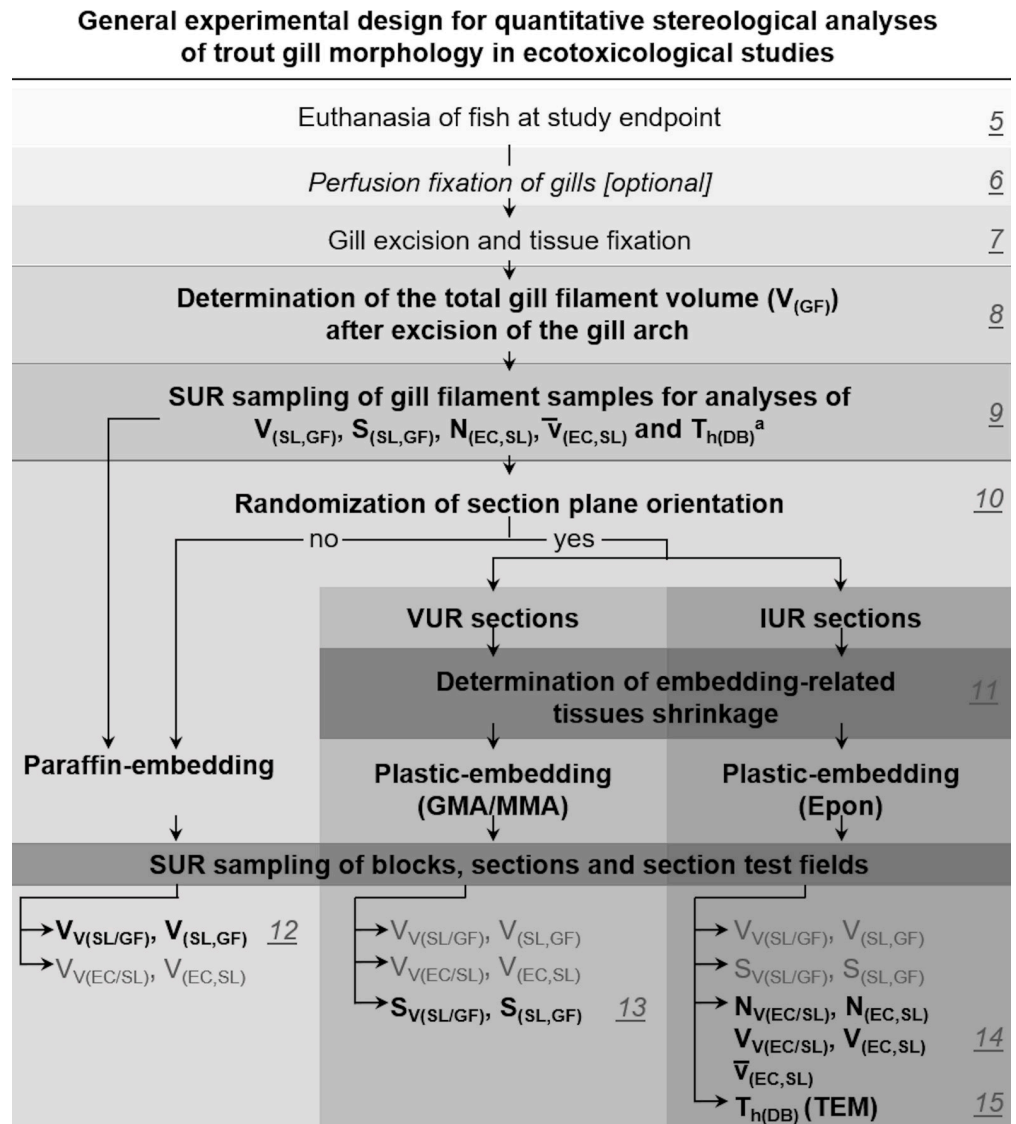 General experimental design for quantitative stereological analyses
of trout gill morphology in ecotoxicological studies
Euthanasia of fish at study endpoint 5
Perfusion fixation of gills [optional] 6
Gill excision and tissue fixation 7
Determination of the total gill filament volume (V(GF))
after excision of the gill arch 8
SUR sampling of gill filament samples for analyses of
V(SL,GF), S(SL,GF), N(EC,SL), v̅(EC,SL) and Th(DB)a 9
Randomization of section plane orientation 10
no yes
VUR sections IUR sections
Determination of embedding-related
tissues shrinkage 11
Paraffin-embedding
Plastic-embedding
(GMA/MMA)
Plastic-embedding
(Epon)
SUR sampling of blocks, sections and section test fields
VV(SL/GF), V(SL,GF) 12
VV(EC/SL), V(EC,SL)
VV(SL/GF), V(SL,GF)
VV(EC/SL), V(EC,SL)
SV(SL/GF), S(SL,GF) 13
VV(SL/GF), V(SL,GF)
SV(SL/GF), S(SL,GF)
NV(EC/SL), N(EC,SL)
VV(EC/SL), V(EC,SL) 14
v̅(EC,SL)
Th(DB) (TEM) 15